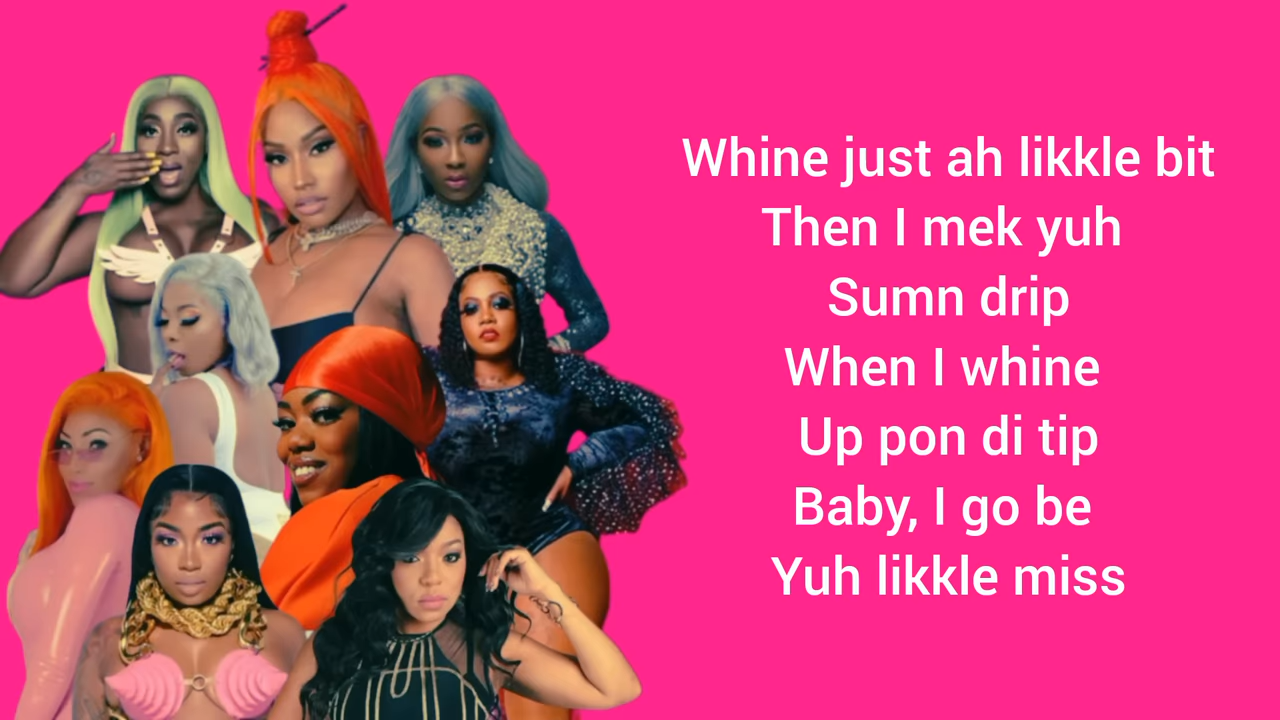 Whine just ah likkle bit
Then I mek yuh
Sumn drip
When I whine
Up pon di tip
Baby, I go be
Yuh likkle miss